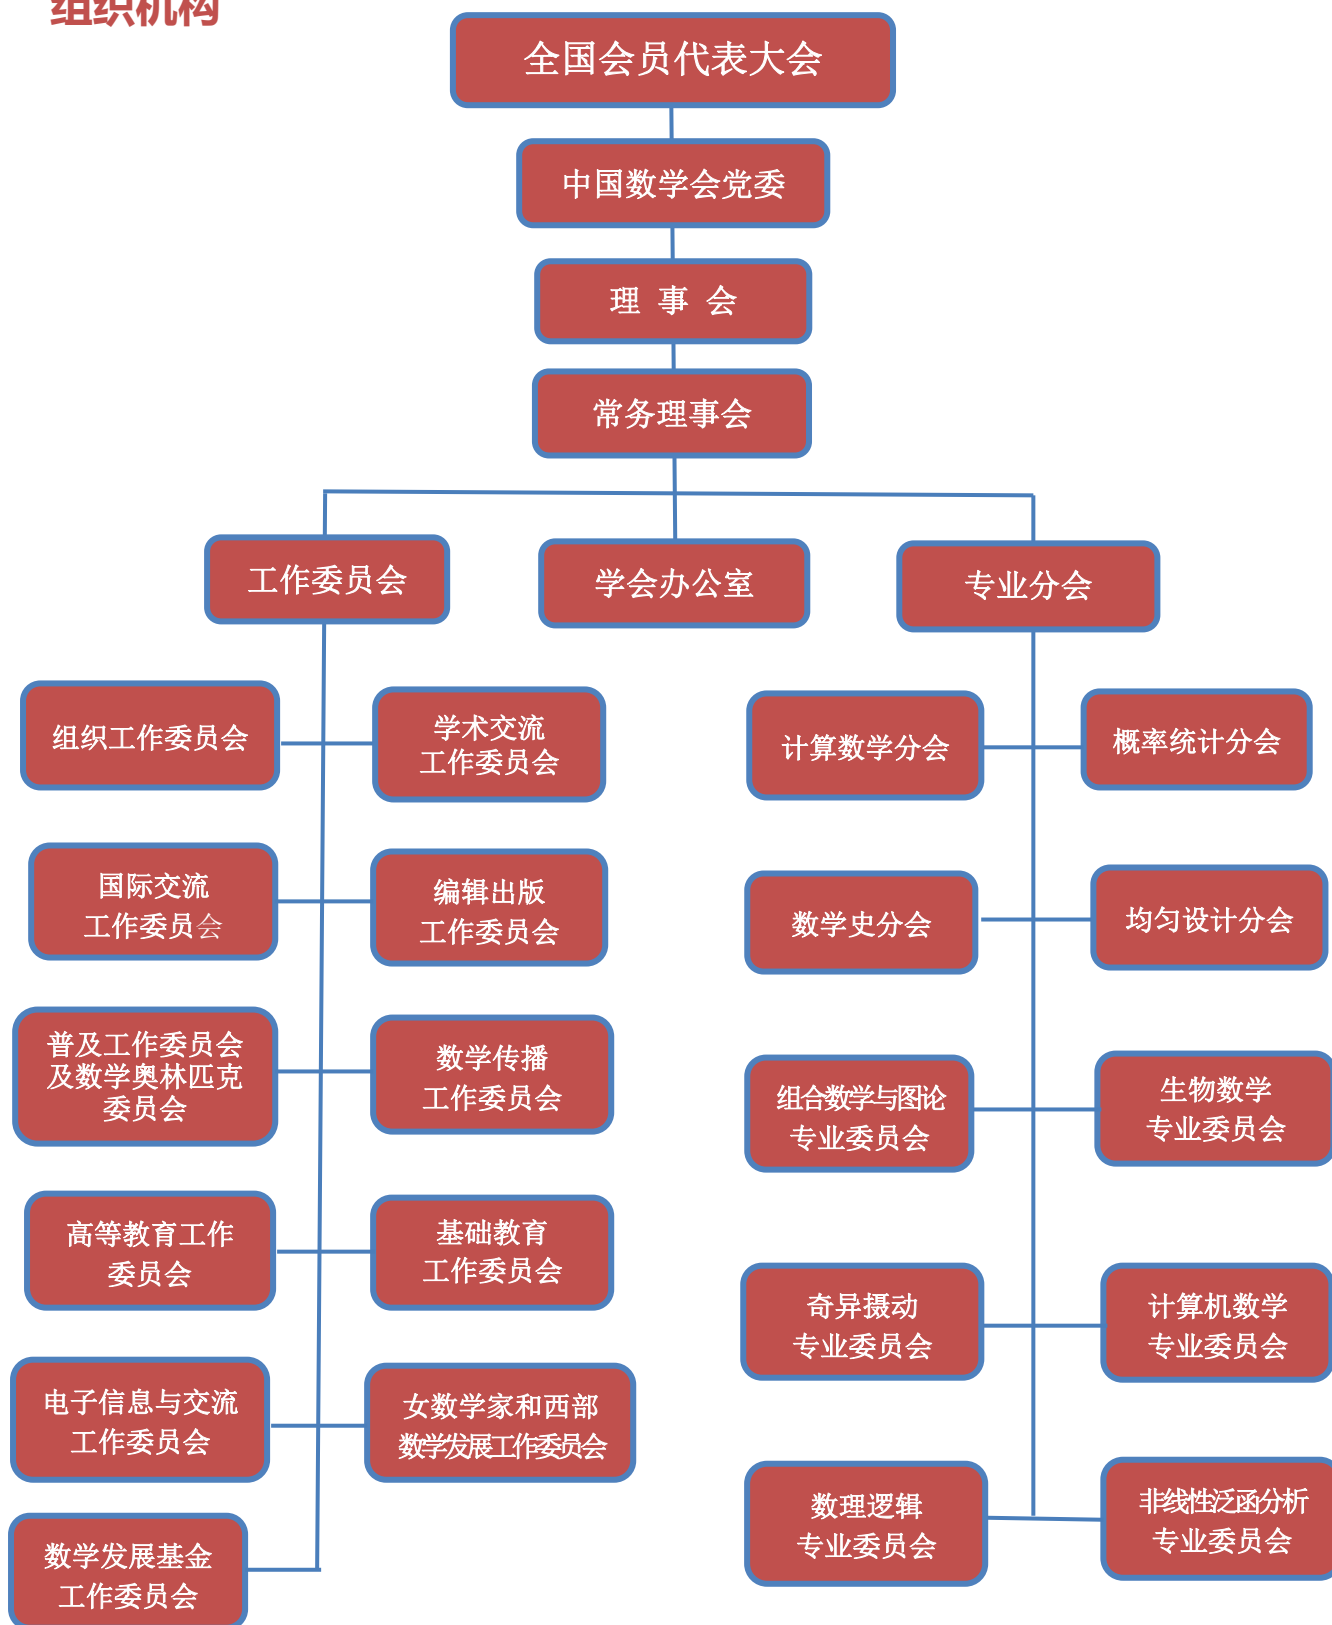 组织机构
全国会员代表大会
中国数学会党委
理 事 会
常务理事会
工作委员会
学会办公室
专业分会
组织工作委员会
学术交流
工作委员会
计算数学分会
概率统计分会
国际交流
工作委员会
编辑出版
工作委员会
数学史分会
均匀设计分会
普及工作委员会
及数学奥林匹克
委员会
数学传播
工作委员会
组合数学与图论
专业委员会
生物数学
专业委员会
高等教育工作
委员会
基础教育
工作委员会
奇异摄动
专业委员会
计算机数学
专业委员会
电子信息与交流
工作委员会
女数学家和西部
数学发展工作委员会
数理逻辑
专业委员会
非线性泛函分析
专业委员会
数学发展基金
工作委员会